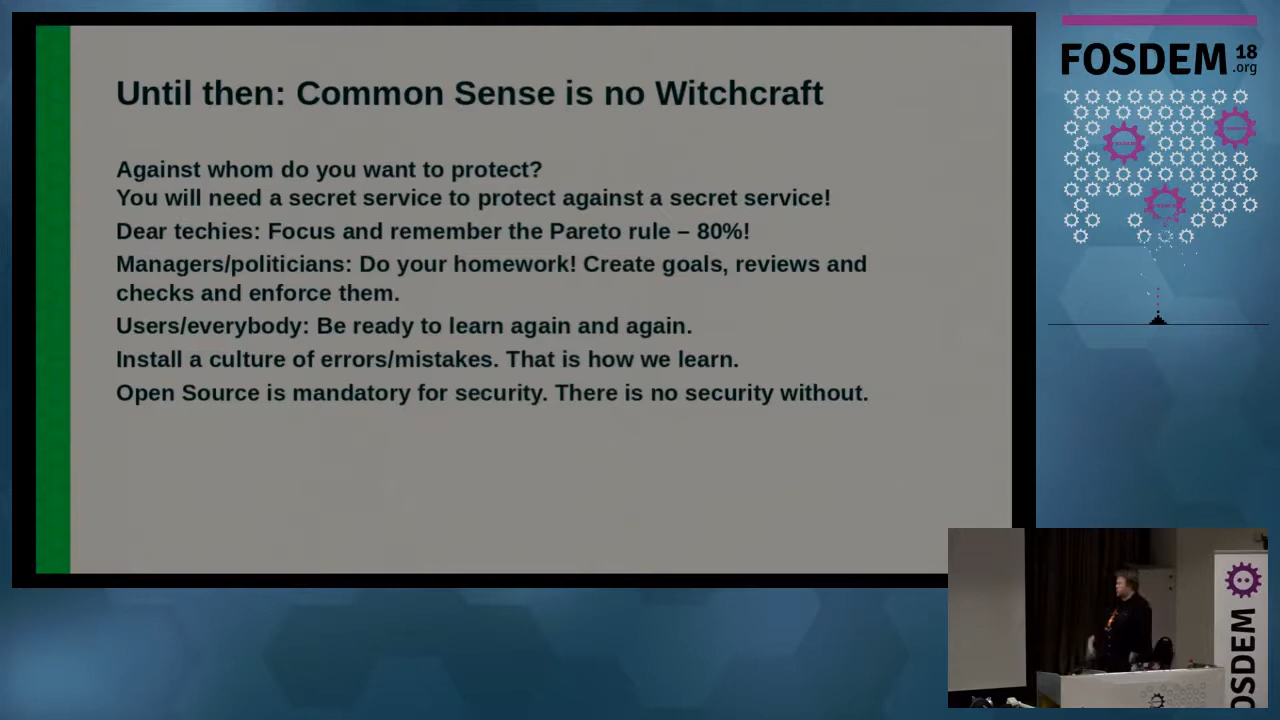 Until then: Common Sense is no Witchcraft
Against whom do you want to protect?
You will need a secret service to protect against a secret service!
Dear techies: Focus and remember the Pareto rule – 80%!
Managers/politicians: Do your homework! Create goals, reviews and
checks and enforce them.
Users/everybody: Be ready to learn again and again.
Install a culture of errors/mistakes. That is how we learn.
Open Source is mandatory for security. There is no security without.
FOSDEM 18
.org
OSDEM